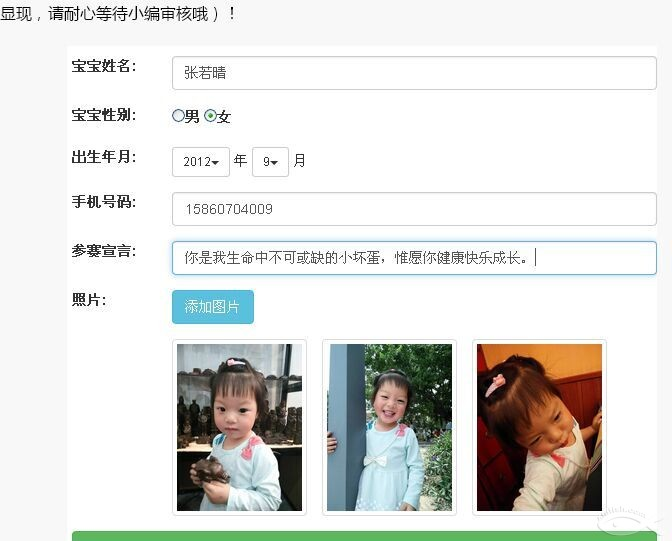 显现，请耐心等待小编审核哦）！
宝宝姓名： 张若晴
宝宝性别： 男 女
出生年月： 2012 年 9 月
手机号码： 15860704009
参赛宣言： 你是我生命中不可或缺的小坏蛋，惟愿你健康快乐成长。
照片： 添加图片